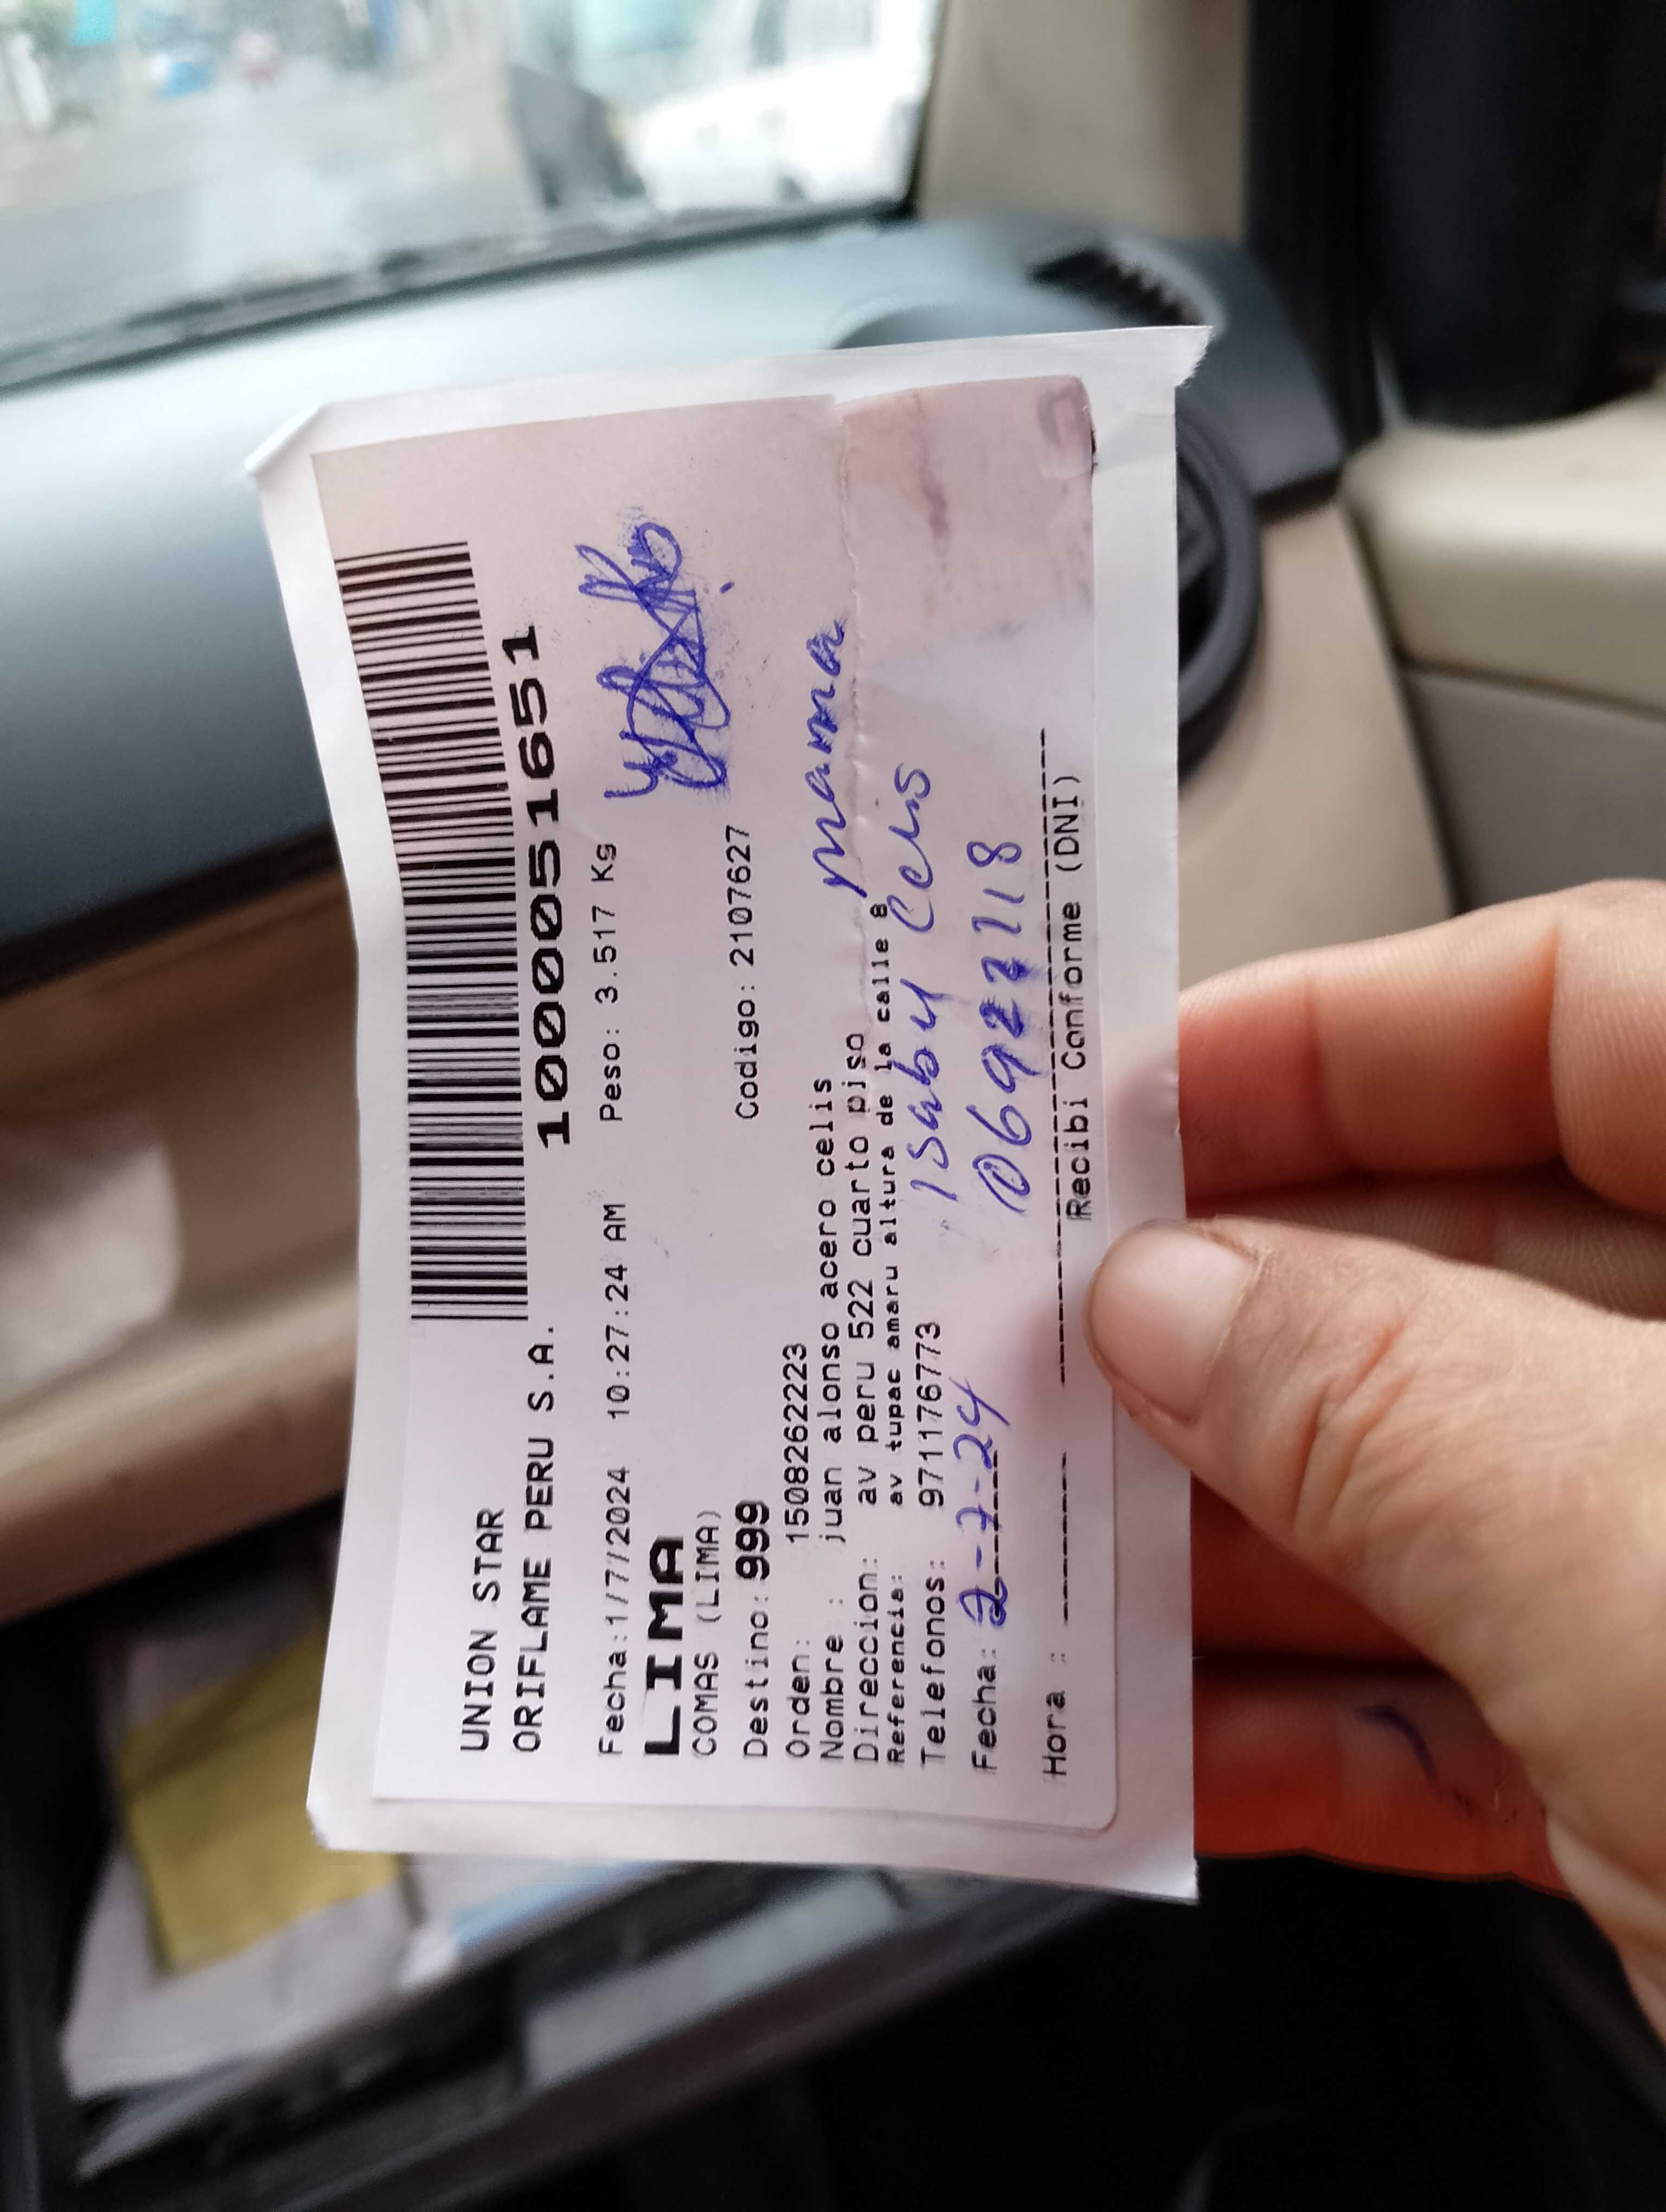 1000051651
UNION STAR
ORIFLAME PERU S.A.
Fecha:1/7/2024 10:27:24 AM Peso: 3.517 Kg
LIMA
COMAS (LIMA)
Destino: 999 Codigo: 2107627
Orden: 1508262223
Nombre : juan alonso acero celis
Direccion: av peru 522 cuarto piso mama
Referencia: av tupac amaru altura de la calle 8
Telefonos: 971176773 Isabu Celis
Fecha: 2-7-24
Hora :
Recibi Conforme (DNI)